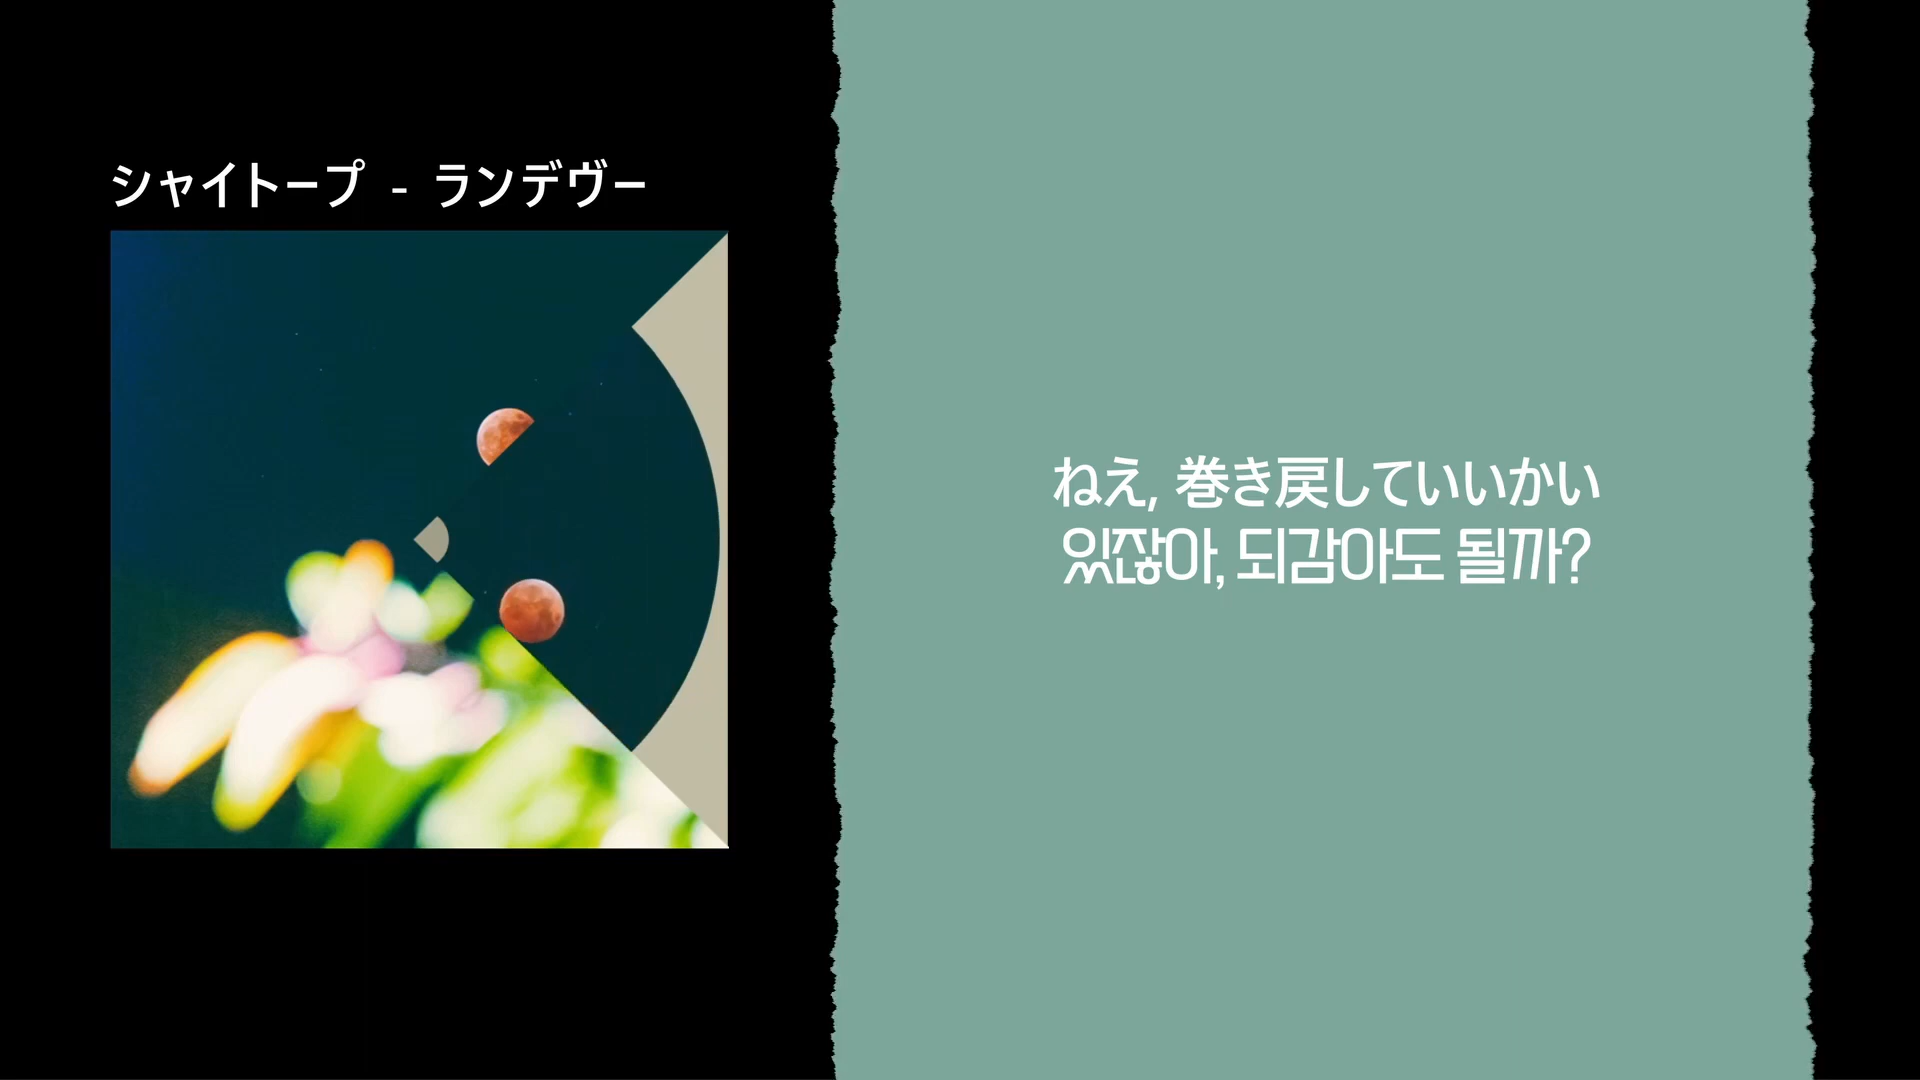 シャイトープ - ランデヴー
ねえ, 巻き戻していいかい
있잖아, 되감아도 될까?